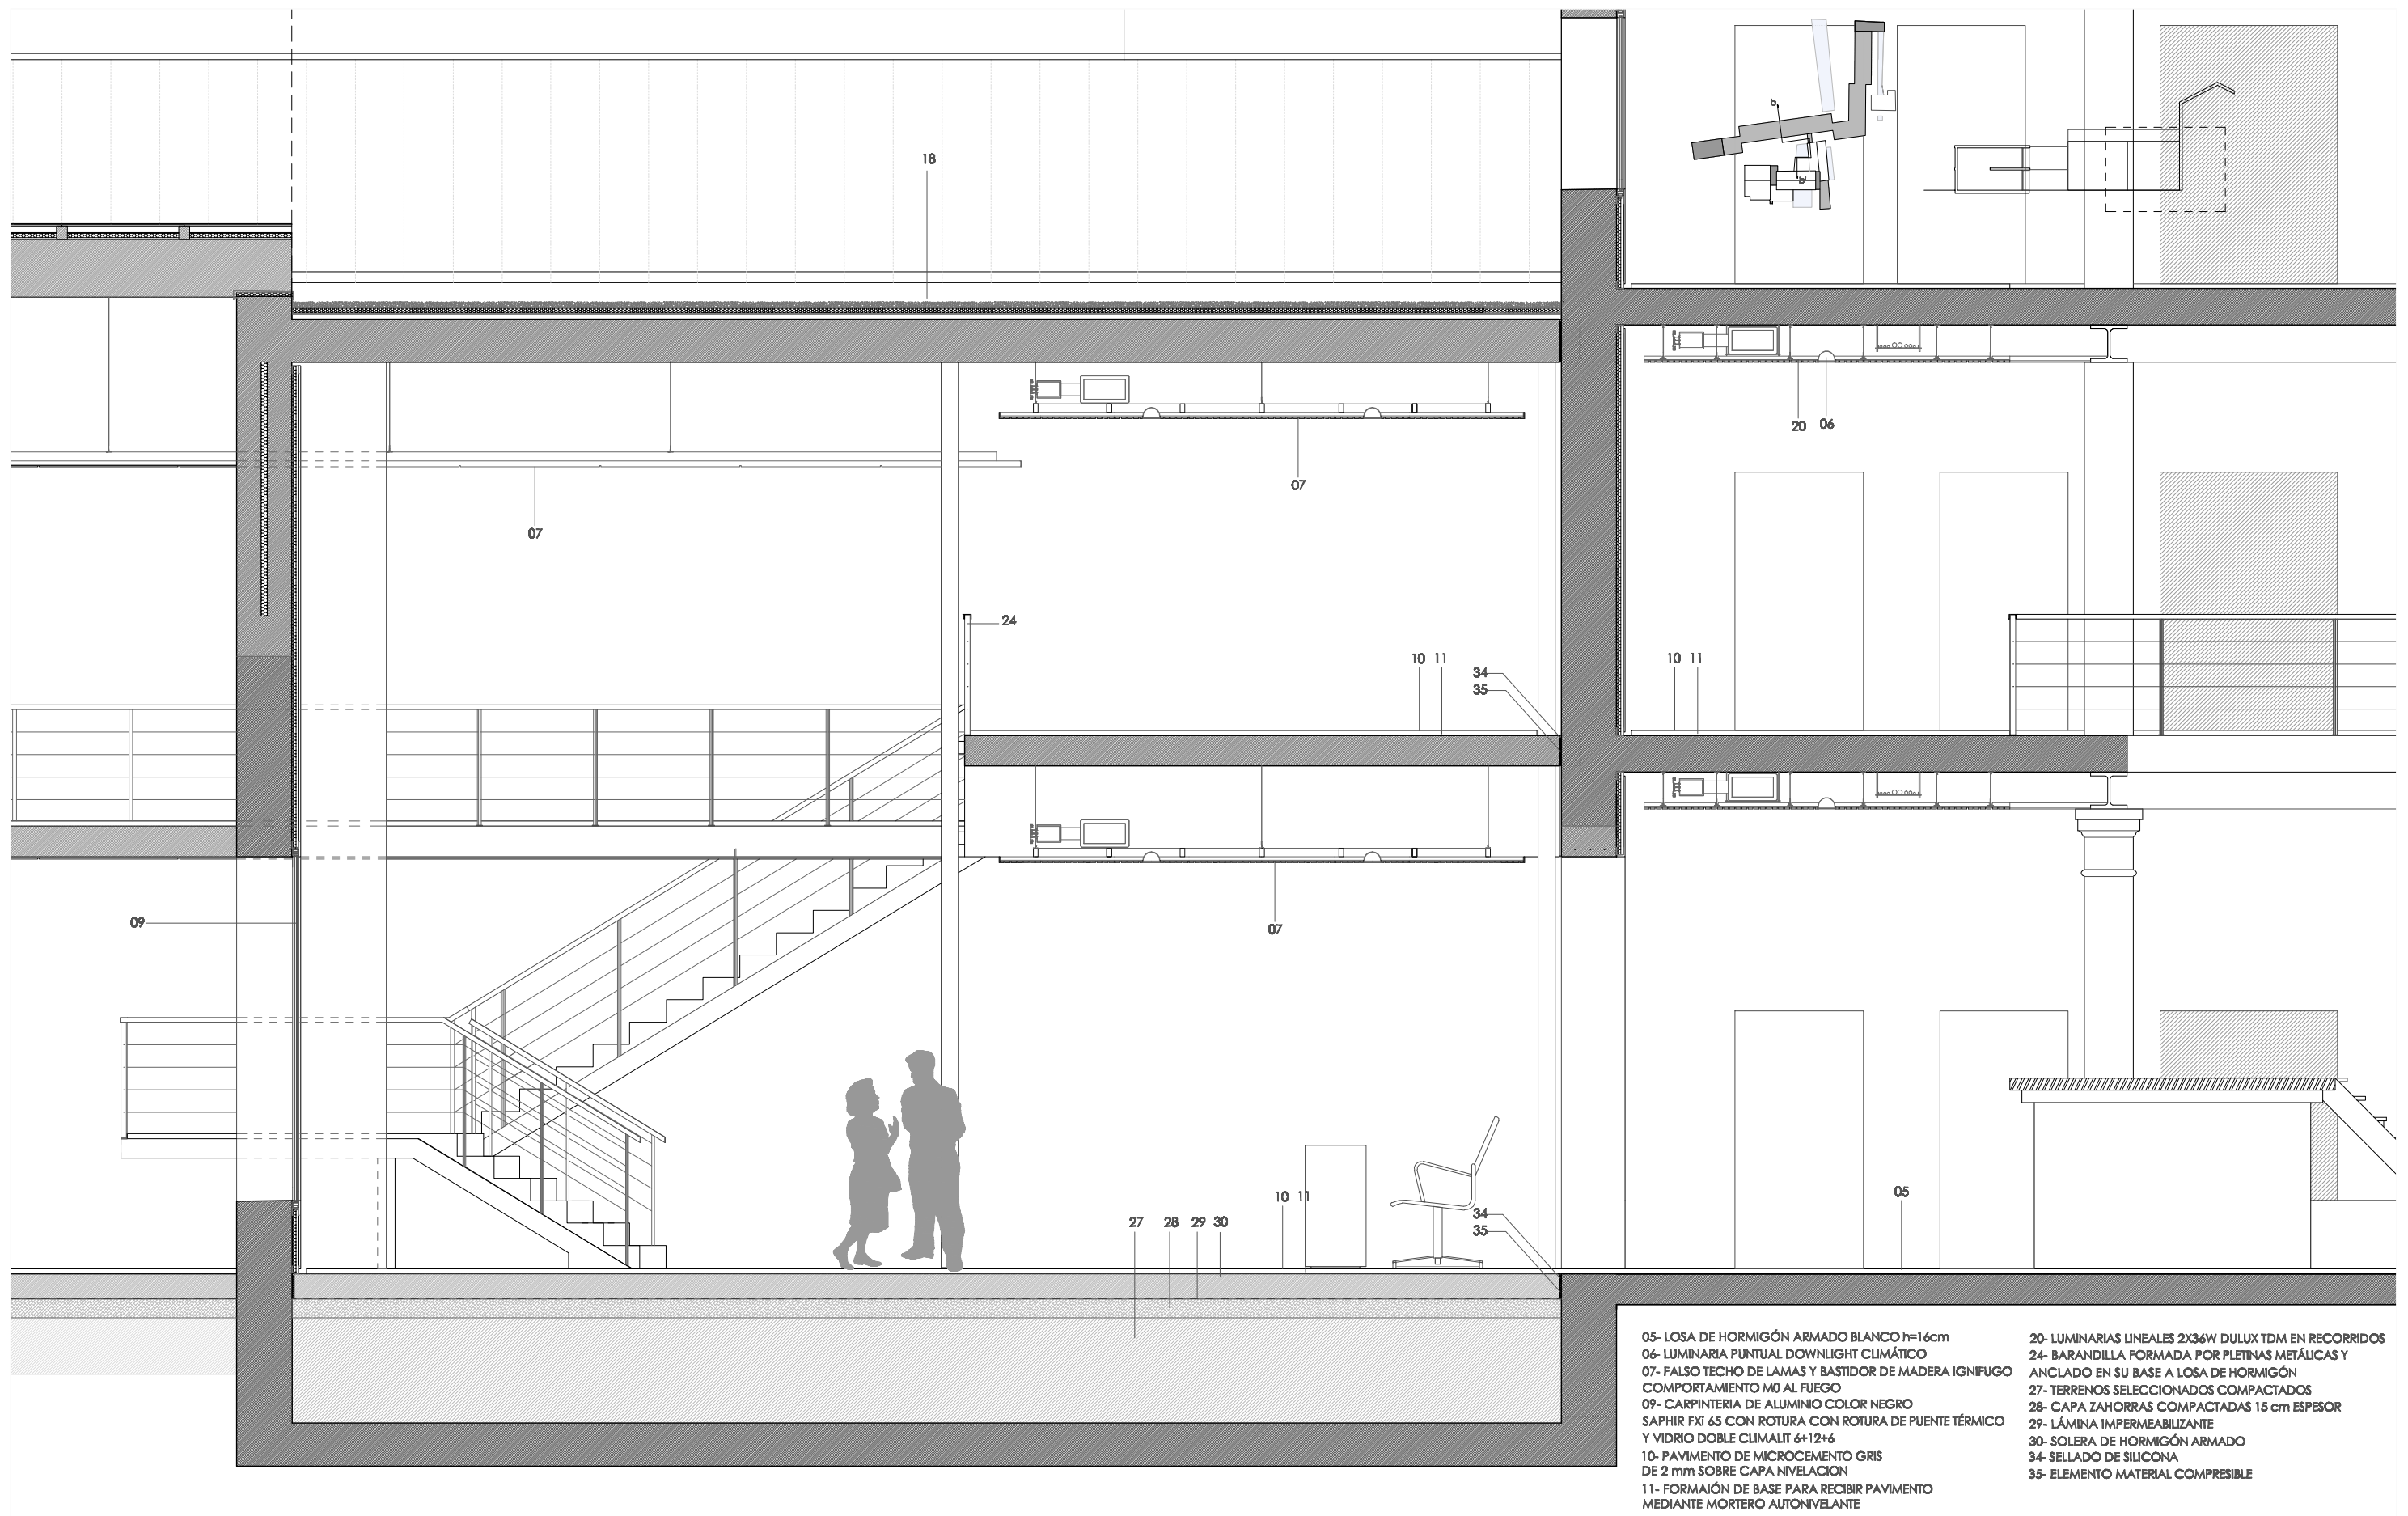 b
b'
18
20 06
07
07
24
10 11
34
35
10 11
09
07
10 11
34
35
27 28 29 30
05
05- LOSA DE HORMIGÓN ARMADO BLANCO h=16cm
06- LUMINARIA PUNTUAL DOWNLIGHT CLIMÁTICO
07- FALSO TECHO DE LAMAS Y BASTIDOR DE MADERA IGNIFUGO
COMPORTAMIENTO M0 AL FUEGO
09- CARPINTERIA DE ALUMINIO COLOR NEGRO
SAPHIR FXi 65 CON ROTURA CON ROTURA DE PUENTE TÉRMICO
Y VIDRIO DOBLE CLIMALIT 6+12+6
10- PAVIMENTO DE MICROCEMENTO GRIS
DE 2 mm SOBRE CAPA NIVELACION
11- FORMAIÓN DE BASE PARA RECIBIR PAVIMENTO
MEDIANTE MORTERO AUTONIVELANTE
20- LUMINARIAS LINEALES 2X36W DULUX TDM EN RECORRIDOS
24- BARANDILLA FORMADA POR PLETINAS METÁLICAS Y
ANCLADO EN SU BASE A LOSA DE HORMIGÓN
27- TERRENOS SELECCIONADOS COMPACTADOS
28- CAPA ZAHORRAS COMPACTADAS 15 cm ESPESOR
29- LÁMINA IMPERMEABILIZANTE
30- SOLERA DE HORMIGÓN ARMADO
34- SELLADO DE SILICONA
35- ELEMENTO MATERIAL COMPRESIBLE